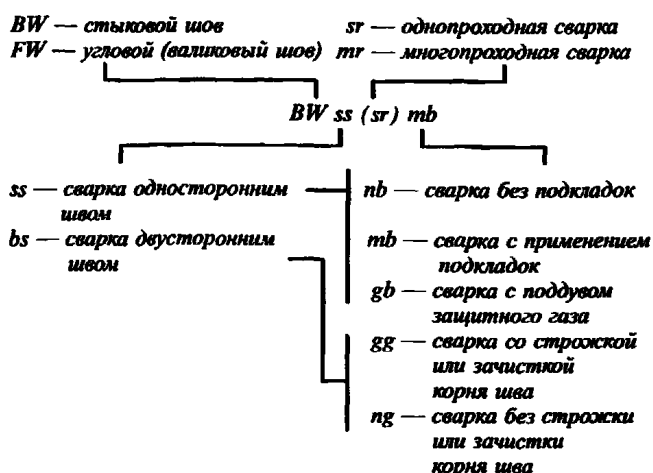 BW — стыковой шов
sr — однопроходная сварка
FW — угловой (валиковый шов)
mr — многопроходная сварка
BW ss (sr) mb
ss — сварка односторонним
швом
bs — сварка двусторонним
швом
nb — сварка без подкладок
mb — сварка с применением
подкладок
gb — сварка с поддувом
защитного газа
gg — сварка со строжкой
или зачисткой
корня шва
ng — сварка без строжки
или зачистки
корня шва